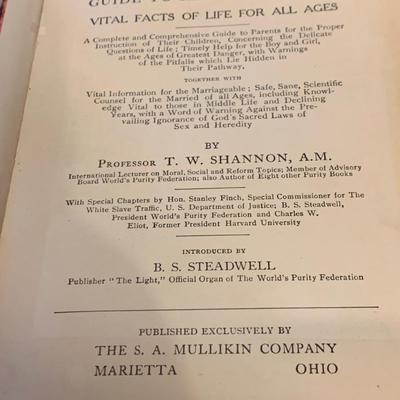 GUIDE TO
VITAL FACTS OF LIFE FOR ALL AGES
A Complete and Comprehensive Guide to Parents for the Proper
Instruction of Their Children, Concerning the Delicate
Questions of Life; Timely Help for the Boy and Girl,
at the Ages of Greatest Danger, with Warnings
of the Pitfalls which Lie Hidden in
Their Pathway.
TOGETHER WITH
Vital Information for the Marriageable; Safe, Sane, Scientific
Counsel for the Married of all Ages, including Knowl-
edge Vital to those in Middle Life and Declining
Years, with a Word of Warning Against the Pre-
vailing Ignorance of God's Sacred Laws of
Sex and Heredity
BY
PROFESSOR T. W. SHANNON, A.M.
International Lecturer on Moral, Social and Reform Topics; Member of Advisory
Board World's Purity Federation; also Author of Eight other Purity Books
With Special Chapters by Hon. Stanley Finch, Special Commissioner for The
White Slave Traffic, U. S. Department of Justice; B. S. Steadwell,
President World's Purity Federation and Charles W.
Eliot, Former President Harvard University
INTRODUCED BY
B. S. STEADWELL
Publisher "The Light," Official Organ of The World's Purity Federation
PUBLISHED EXCLUSIVELY BY
THE S. A. MULLIKIN COMPANY
MARIETTA OHIO